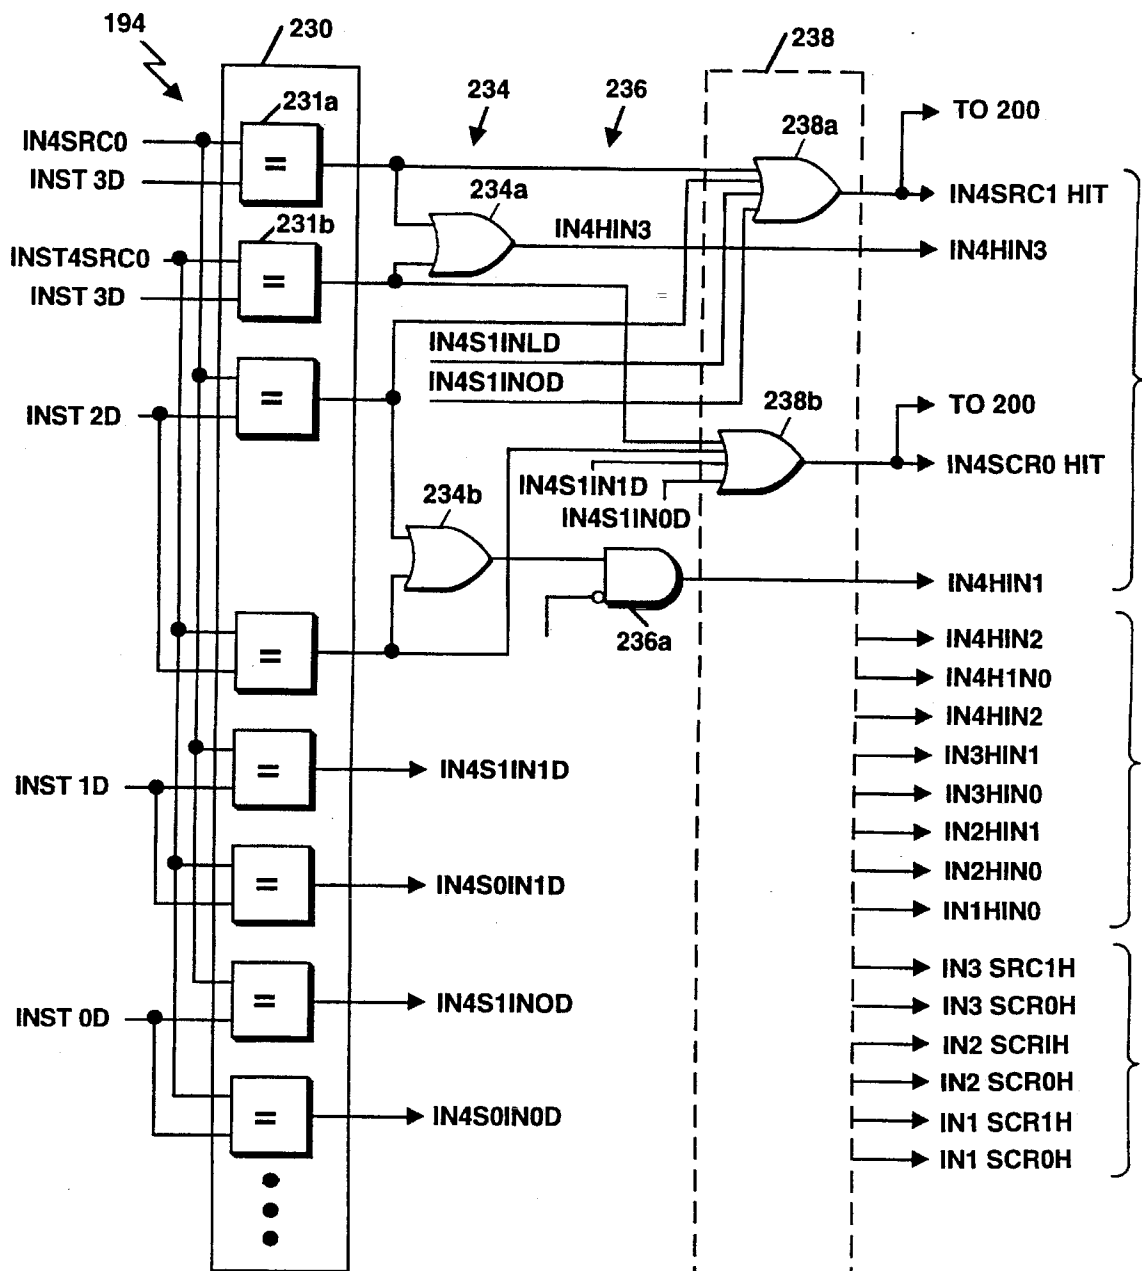 194
230
234
236
238
231a
238a
TO 200
IN4SRC0
=
INST 3D
IN4SRC1 HIT
234a
231b
IN4HIN3
IN4HIN3
INST4SRC0
=
INST 3D
IN4S1INLD
IN4S1INOD
=
INST 2D
238b
TO 200
IN4SCR0 HIT
IN4S1IN1D
IN4S1IN0D
234b
IN4HIN1
236a
=
IN4HIN2
IN4H1N0
IN4HIN2
IN3HIN1
IN3HIN0
IN2HIN1
IN2HIN0
IN1HIN0
INST 1D
=
IN4S1IN1D
=
IN4S0IN1D
INST 0D
=
IN4S1INOD
=
IN4S0IN0D
IN3 SRC1H
IN3 SCR0H
IN2 SCRIH
IN2 SCR0H
IN1 SCR1H
IN1 SCR0H